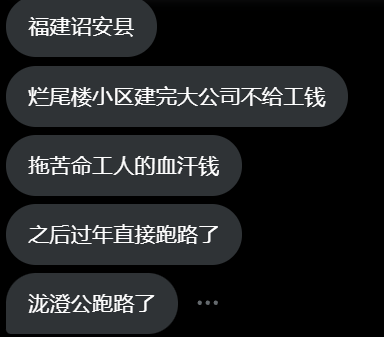 福建诏安县
烂尾楼小区建完大公司不给工钱
拖苦命工人的血汗钱
之后过年直接跑路了
泷澄公跑路了